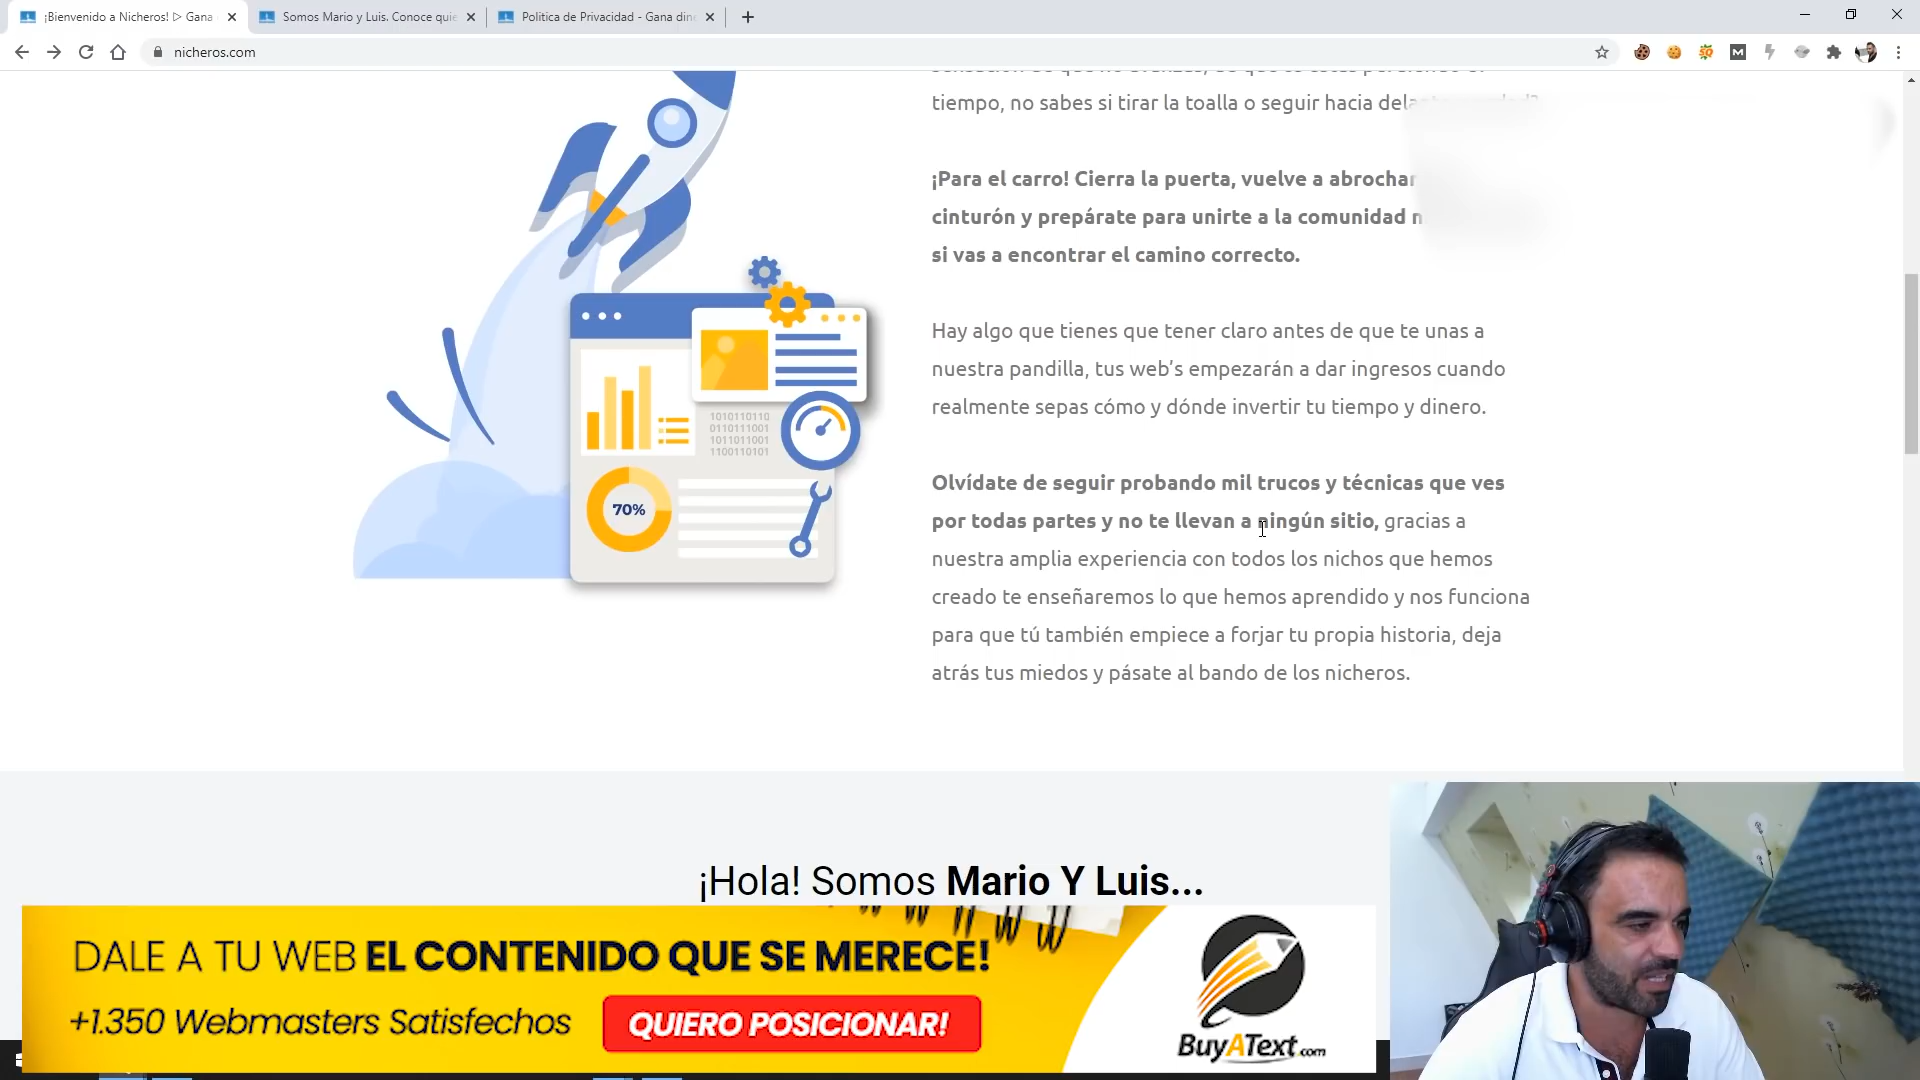 ¡Bienvenido a Nicheros! ▷ Gana
Somos Mario y Luis. Conoce quie
Politica de Privacidad - Gana din
nicheros.com
tiempo, no sabes si tirar la toalla o seguir hacia
¡Para el carro! Cierra la puerta, vuelve a abrochar
cinturón y prepárate para unirte a la comunidad
si vas a encontrar el camino correcto.
Hay algo que tienes que tener claro antes de que te unas a
nuestra pandilla, tus web's empezarán a dar ingresos cuando
realmente sepas cómo y dónde invertir tu tiempo y dinero.
Olvídate de seguir probando mil trucos y técnicas que ves
por todas partes y no te llevan a ningún sitio, gracias a
nuestra amplia experiencia con todos los nichos que hemos
creado te enseñaremos lo que hemos aprendido y nos funciona
para que tú también empiece a forjar tu propia historia, deja
atrás tus miedos y pásate al bando de los nicheros.
1010110110
0110111001
1011011001
1100110101
70%
¡Hola! Somos Mario Y Luis...
DALE A TU WEB EL CONTENIDO QUE SE MERECE!
+1.350 Webmasters Satisfechos
QUIERO POSICIONAR!
BuyAText.com